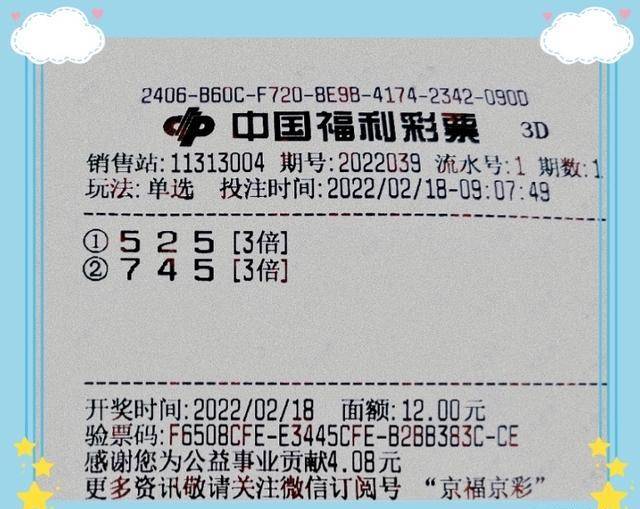 2406-B60C-F720-8E9B-4174-2342-090D
中国福利彩票 3D
销售站:11313004 期号:2022039 流水号:1 期数:1
玩法:单选 投注时间:2022/02/18-09:07:49
① 5 2 5 [3倍]
② 7 4 5 [3倍]
开奖时间:2022/02/18 面额:12.00元
验票码:F6508CFE-E3445CFE-B2BB383C-CE
感谢您为公益事业贡献4.08元
更多资讯敬请关注微信订阅号 “京福京彩”